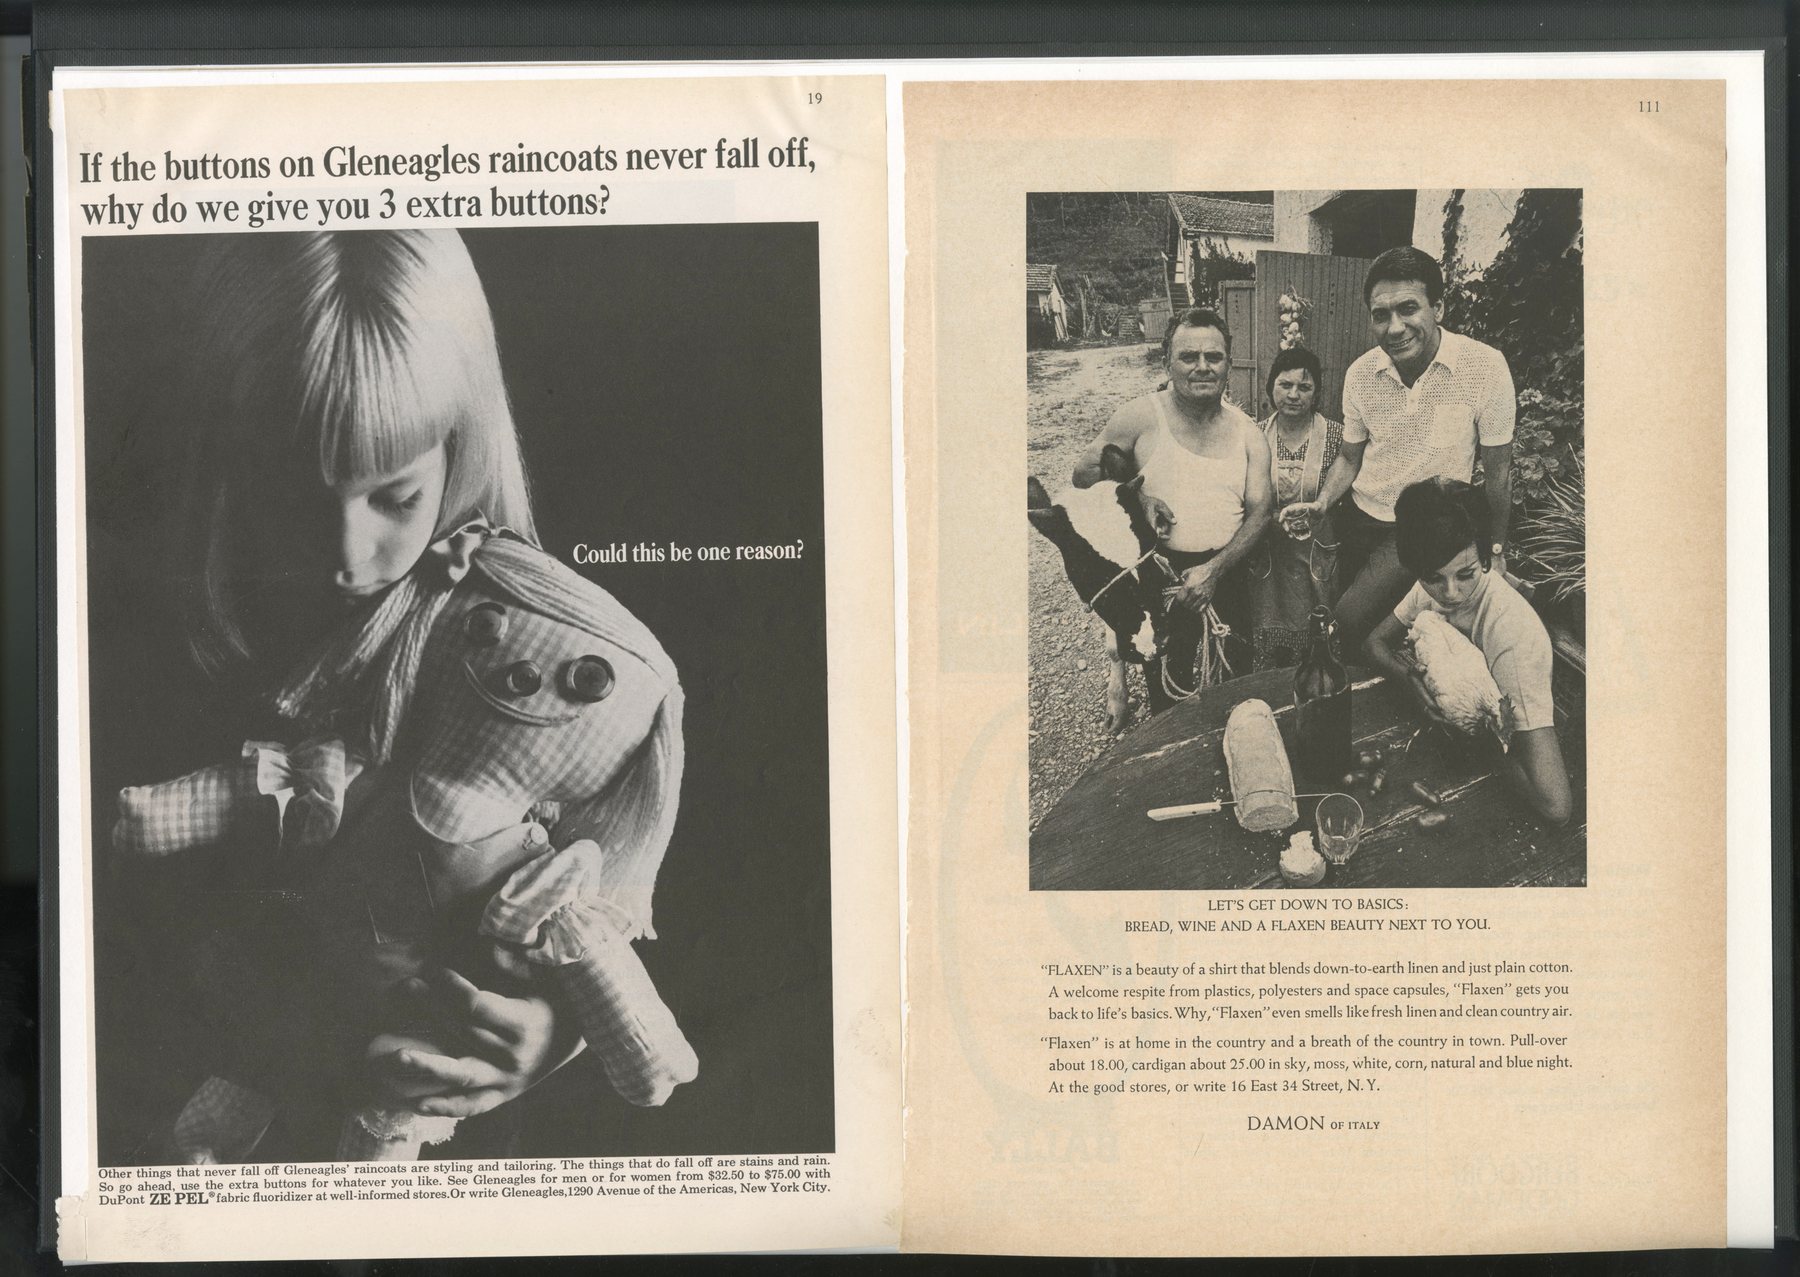 19
If the buttons on Gleneagles raincoats never fall off,
why do we give you 3 extra buttons?
Could this be one reason?
Other things that never fall off Gleneagles' raincoats are styling and tailoring. The things that do fall off are stains and rain.
So go ahead, use the extra buttons for whatever you like. See Gleneagles for men or for women from $32.50 to $75.00 with
DuPont ZE PEL® fabric fluoridizer at well-informed stores. Or write Gleneagles, 1290 Avenue of the Americas, New York City.
111
LET'S GET DOWN TO BASICS:
BREAD, WINE AND A FLAXEN BEAUTY NEXT TO YOU.
"FLAXEN" is a beauty of a shirt that blends down-to-earth linen and just plain cotton.
A welcome respite from plastics, polyesters and space capsules, "Flaxen" gets you
back to life's basics. Why, "Flaxen" even smells like fresh linen and clean country air.
"Flaxen" is at home in the country and a breath of the country in town. Pull-over
about 18.00, cardigan about 25.00 in sky, moss, white, corn, natural and blue night.
At the good stores, or write 16 East 34 Street, N. Y.
DAMON OF ITALY